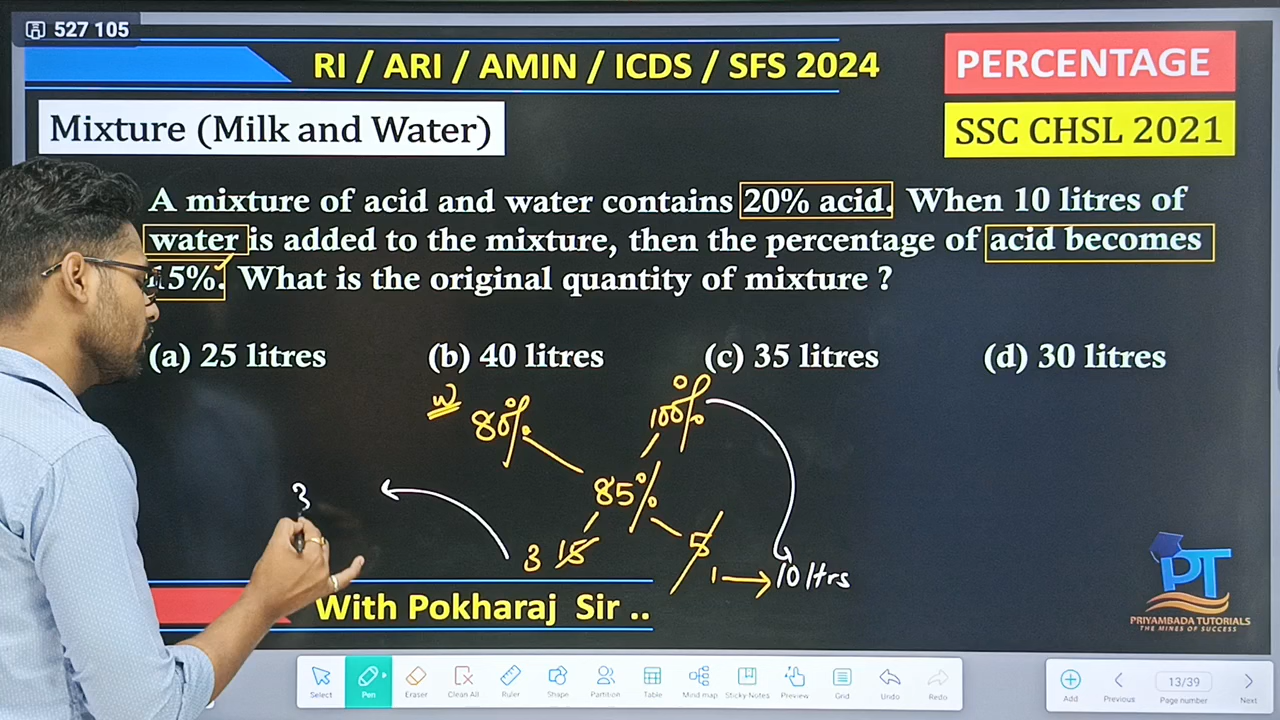 527 105
RI / ARI / AMIN / ICDS / SFS 2024
PERCENTAGE
Mixture (Milk and Water)
SSC CHSL 2021
A mixture of acid and water contains 20% acid. When 10 litres of
water is added to the mixture, then the percentage of acid becomes
15%. What is the original quantity of mixture ?
(a) 25 litres (b) 40 litres (c) 35 litres (d) 30 litres
w) 80% 100%
85%
3 15 5
1 → 10 ltrs
3
With Pokharaj Sir ..
PT
PRIYAMBADA TUTORIALS
THE MINES OF SUCCESS
Select Pen Eraser Clean All Ruler Shape Partition Table Mind map Sticky Notes Preview Grid Undo Redo
Add Previous 13/39 Page number Next